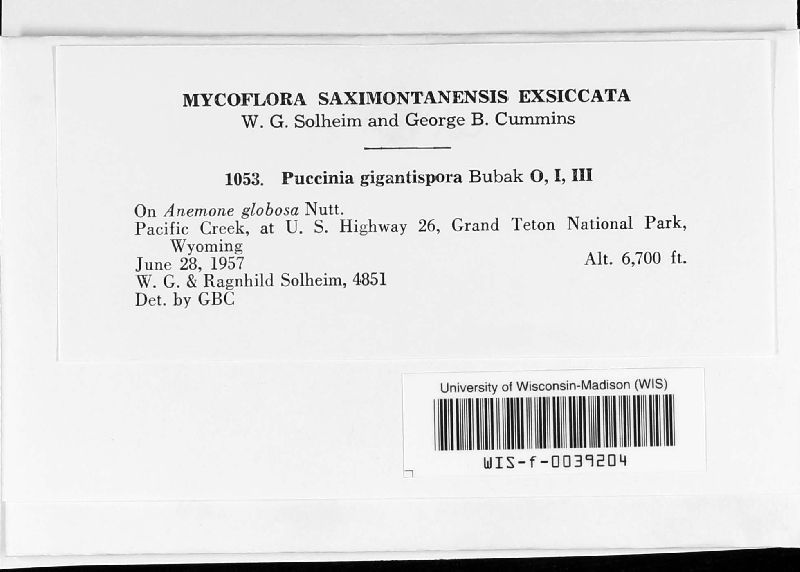 MYCOFLORA SAXIMONTANENSIS EXSICCATA
W. G. Solheim and George B. Cummins
1053. Puccinia gigantispora Bubak O, I, III
On Anemone globosa Nutt.
Pacific Creek, at U. S. Highway 26, Grand Teton National Park,
Wyoming
June 28, 1957 Alt. 6,700 ft.
W. G. & Ragnhild Solheim, 4851
Det. by GBC
University of Wisconsin-Madison (WIS)
WIS-f-0039204